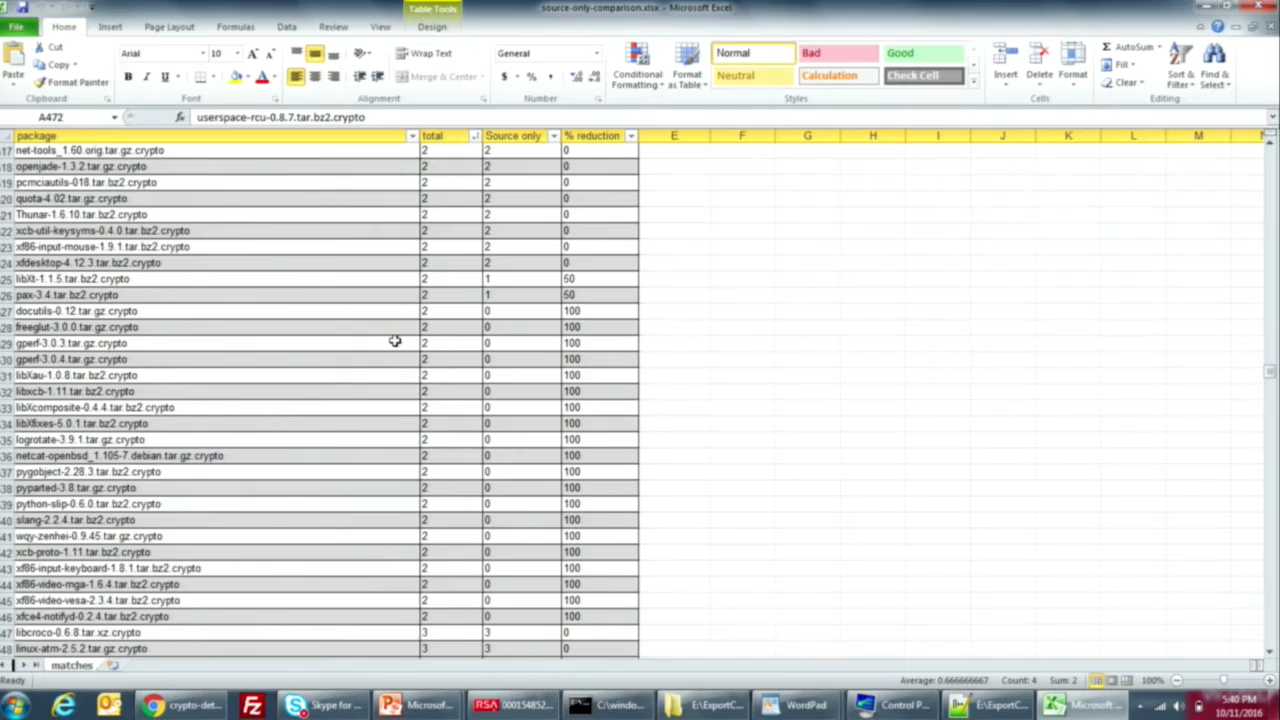 Table Tools
source-only-comparison.xlsx - Microsoft Excel
File Home Insert Page Layout Formulas Data Review View Design
Cut
Copy
Format Painter
Paste
Clipboard
Arial 10
Font
Wrap Text
Merge & Center
Alignment
General
Number
Conditional Formatting
Format as Table
Normal Bad Good
Neutral Calculation Check Cell
Styles
Insert Delete Format
Cells
AutoSum
Fill
Clear
Sort & Filter
Find & Select
Editing
A472 fx userspace-rcu-0.8.7.tar.bz2.crypto
package total Source only % reduction E F G H I J K L M
17 net-tools_1.60.orig.tar.gz.crypto 2 2 0
18 openjade-1.3.2.tar.gz.crypto 2 2 0
19 pcmciautils-018.tar.bz2.crypto 2 2 0
20 quota-4.02.tar.gz.crypto 2 2 0
21 Thunar-1.6.10.tar.bz2.crypto 2 2 0
22 xcb-util-keysyms-0.4.0.tar.bz2.crypto 2 2 0
23 xf86-input-mouse-1.9.1.tar.bz2.crypto 2 2 0
24 xfdesktop-4.12.3.tar.bz2.crypto 2 2 0
25 libXt-1.1.5.tar.bz2.crypto 2 1 50
26 pax-3.4.tar.bz2.crypto 2 1 50
27 docutils-0.12.tar.gz.crypto 2 0 100
28 freeglut-3.0.0.tar.gz.crypto 2 0 100
29 gperf-3.0.3.tar.gz.crypto 2 0 100
30 gperf-3.0.4.tar.gz.crypto 2 0 100
31 libXau-1.0.8.tar.bz2.crypto 2 0 100
32 libxcb-1.11.tar.bz2.crypto 2 0 100
33 libXcomposite-0.4.4.tar.bz2.crypto 2 0 100
34 libXfixes-5.0.1.tar.bz2.crypto 2 0 100
35 logrotate-3.9.1.tar.gz.crypto 2 0 100
36 netcat-openbsd_1.105-7.debian.tar.gz.crypto 2 0 100
37 pygobject-2.28.3.tar.bz2.crypto 2 0 100
38 pyparted-3.8.tar.gz.crypto 2 0 100
39 python-slip-0.6.0.tar.bz2.crypto 2 0 100
40 slang-2.2.4.tar.bz2.crypto 2 0 100
41 wqy-zenhei-0.9.45.tar.gz.crypto 2 0 100
42 xcb-proto-1.11.tar.bz2.crypto 2 0 100
43 xf86-input-keyboard-1.8.1.tar.bz2.crypto 2 0 100
44 xf86-video-mga-1.6.4.tar.bz2.crypto 2 0 100
45 xf86-video-vesa-2.3.4.tar.bz2.crypto 2 0 100
46 xfce4-notifyd-0.2.4.tar.bz2.crypto 2 0 100
47 libcroco-0.6.8.tar.xz.crypto 3 3 0
48 linux-atm-2.5.2.tar.gz.crypto 3 3 0
matches
Ready Average: 0.666666667 Count: 4 Sum: 2 100%
crypto-det... Skype for ... Microsof... RSA 000154852... C:\windo... E:\ExportC... WordPad Control P... E:\ExportC... Microsoft ... 5:40 PM
10/11/2016